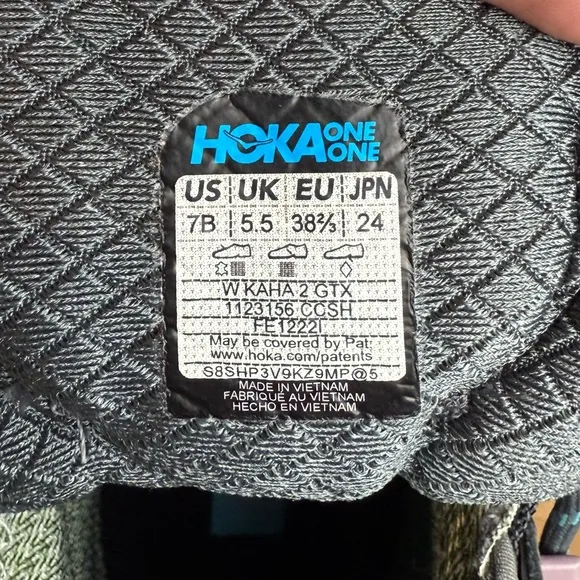 HOKA ONE ONE
US UK EU JPN
7B 5.5 38⅔ 24
W KAHA 2 GTX
1123156 CCSH
FE1222I
May be covered by Pat:
www.hoka.com/patents
S8SHP3V9KZ9MP@5
MADE IN VIETNAM
FABRIQUÉ AU VIETNAM
HECHO EN VIETNAM